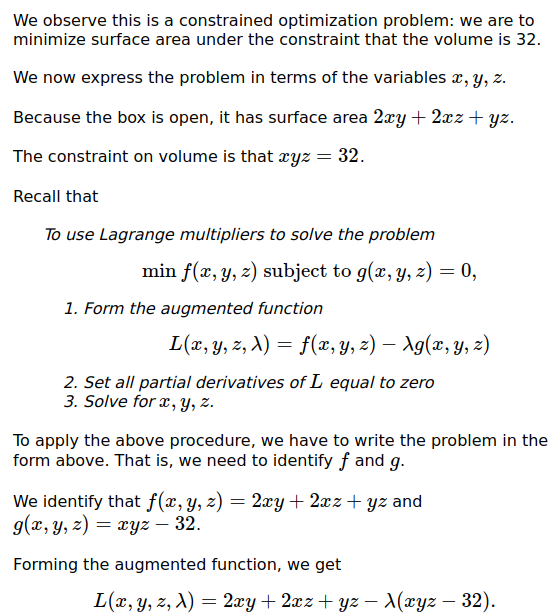 We observe this is a constrained optimization problem: we are to
minimize surface area under the constraint that the volume is 32.
We now express the problem in terms of the variables x, y, z.
Because the box is open, it has surface area 2xy + 2xz + yz.
The constraint on volume is that xyz = 32.
Recall that
To use Lagrange multipliers to solve the problem
min f(x, y, z) subject to g(x, y, z) = 0,
1. Form the augmented function
L(x, y, z, λ) = f(x, y, z) − λg(x, y, z)
2. Set all partial derivatives of L equal to zero
3. Solve for x, y, z.
To apply the above procedure, we have to write the problem in the
form above. That is, we need to identify f and g.
We identify that f(x, y, z) = 2xy + 2xz + yz and
g(x, y, z) = xyz − 32.
Forming the augmented function, we get
L(x, y, z, λ) = 2xy + 2xz + yz − λ(xyz − 32).